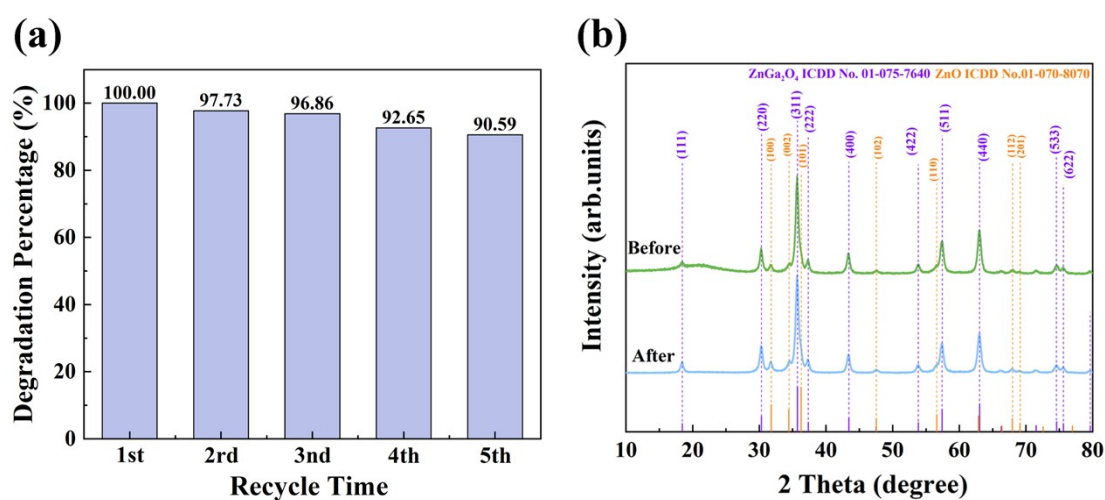 (a)
Degradation Percentage (%)
100
80
60
40
20
0
100.00
97.73
96.86
92.65
90.59
1st
2rd
3nd
4th
5th
Recycle Time
(b)
Intensity (arb.units)
ZnGa₂O₄ ICDD No. 01-075-7640 ZnO ICDD No.01-070-8070
(111)
(220)
(100)
(002)
(311)
(101)
(222)
(400)
(102)
(422)
(110)
(511)
(440)
(112)
(201)
(533)
(622)
Before
After
10 20 30 40 50 60 70 80
2 Theta (degree)